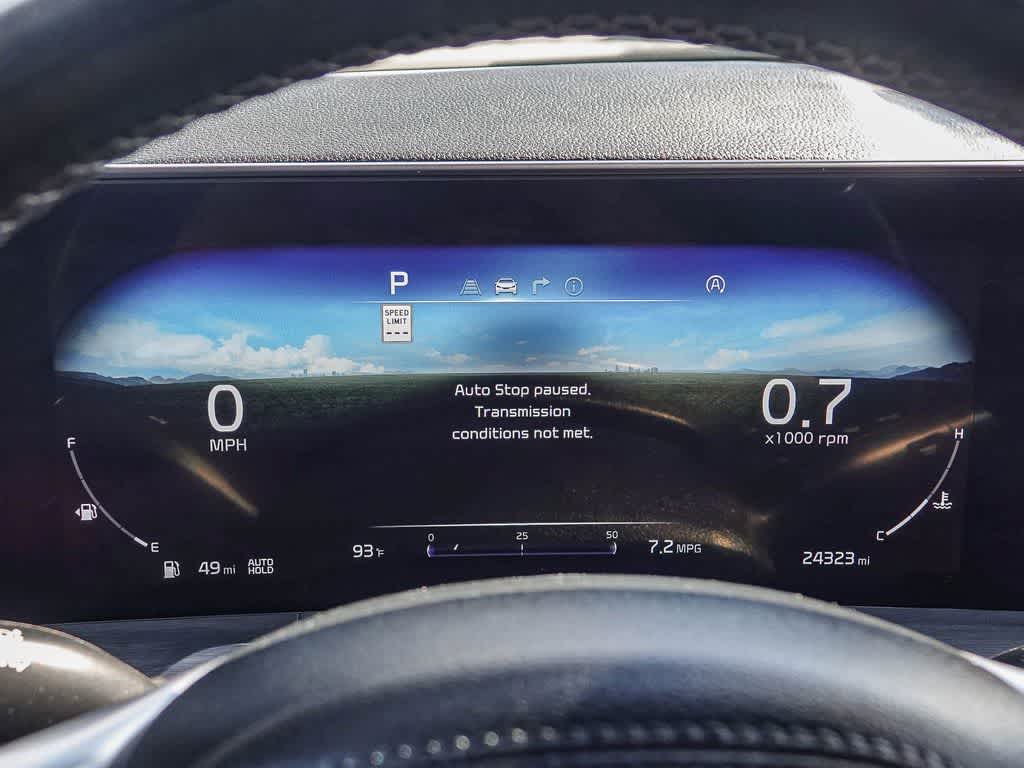 P
A
SPEED
LIMIT
---
0
MPH
Auto Stop paused.
Transmission
conditions not met.
0.7
x1000 rpm
F
E
H
C
0 25 50
93°F
7.2 MPG
49 mi
AUTO
HOLD
24323 mi